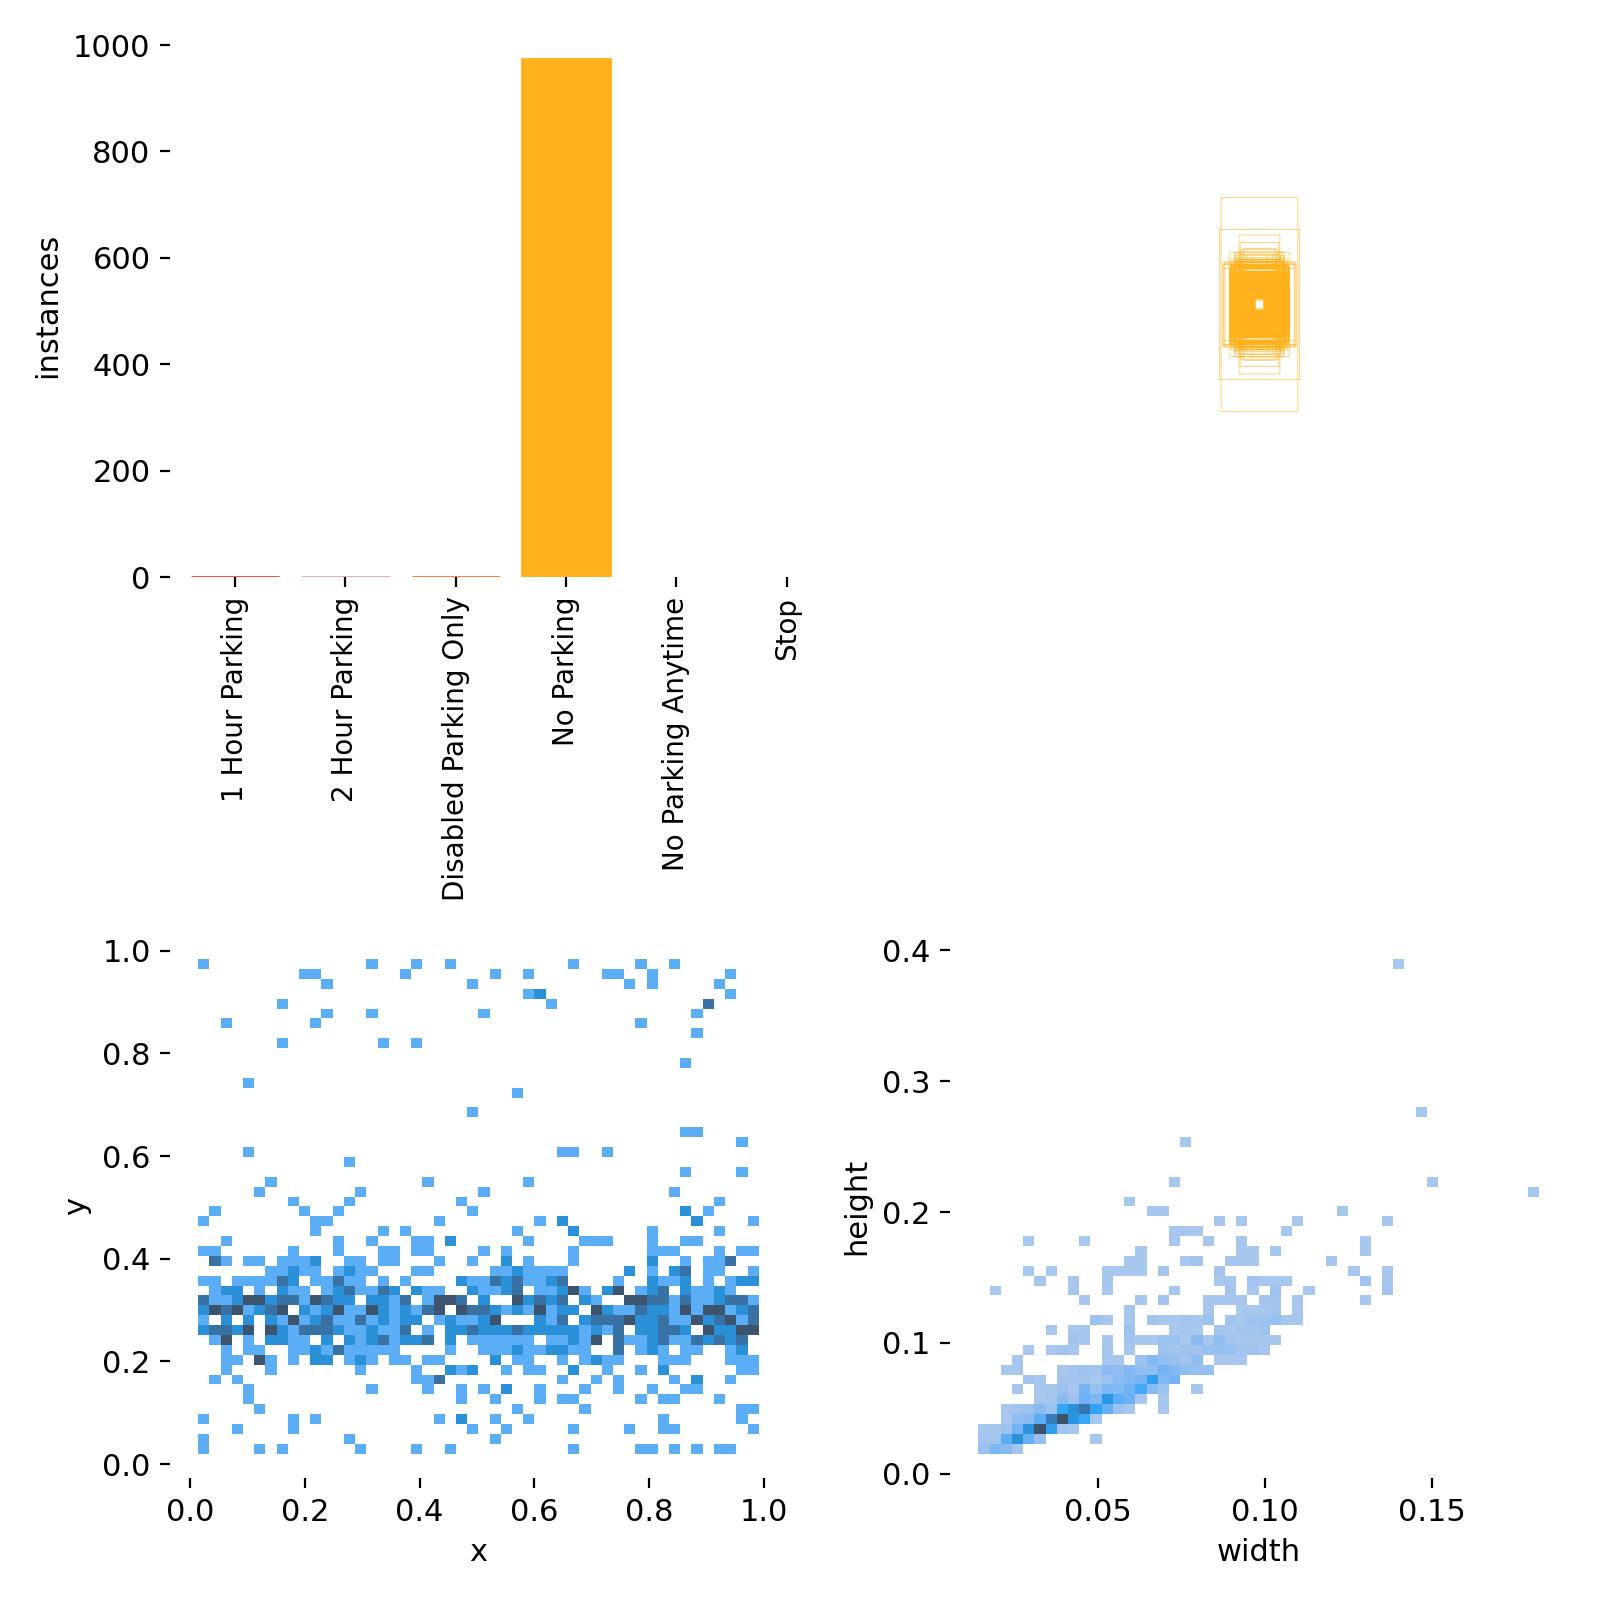 1000
800
600
400
200
0
instances
1 Hour Parking
2 Hour Parking
Disabled Parking Only
No Parking
No Parking Anytime
Stop
1.0
0.8
0.6
0.4
0.2
0.0
y
0.0 0.2 0.4 0.6 0.8 1.0
x
0.4
0.3
0.2
0.1
0.0
height
0.05 0.10 0.15
width